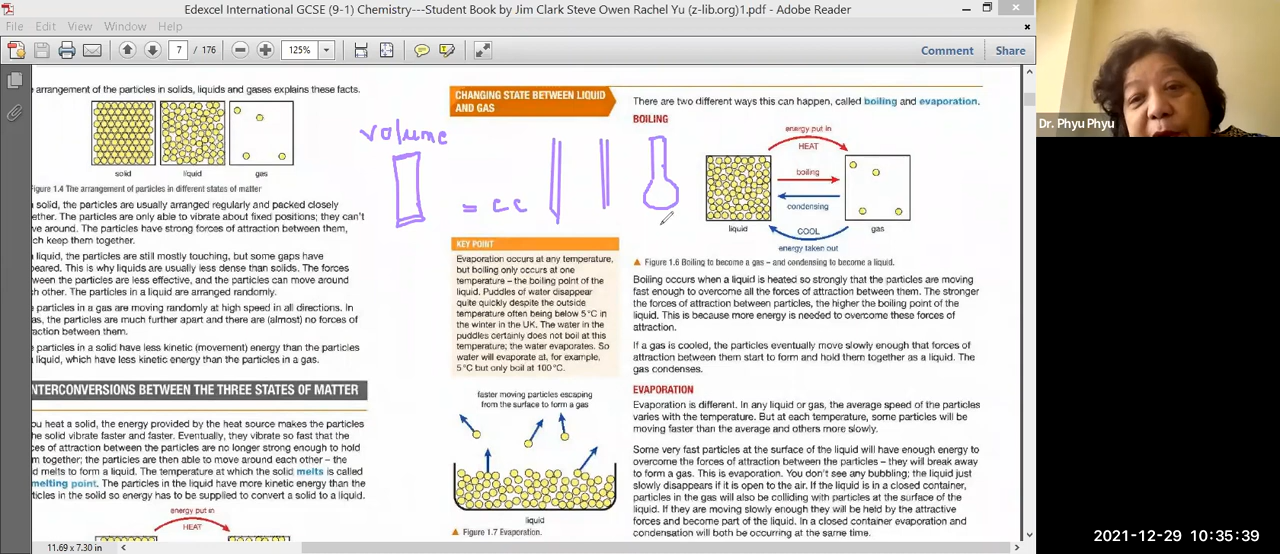 Edexcel International GCSE (9-1) Chemistry---Student Book by Jim Clark Steve Owen Rachel Yu (z-lib.org)1.pdf - Adobe Reader
File Edit View Window Help
7 / 176 125% Comment Share
arrangement of the particles in solids, liquids and gases explains these facts.
solid liquid gas
Figure 1.4 The arrangement of particles in different states of matter
solid, the particles are usually arranged regularly and packed closely
ether. The particles are only able to vibrate about fixed positions; they can't
ve around. The particles have strong forces of attraction between them,
ch keep them together.
liquid, the particles are still mostly touching, but some gaps have
peared. This is why liquids are usually less dense than solids. The forces
ween the particles are less effective, and the particles can move around
ch other. The particles in a liquid are arranged randomly.
particles in a gas are moving randomly at high speed in all directions. In
as, the particles are much further apart and there are (almost) no forces of
raction between them.
particles in a solid have less kinetic (movement) energy than the particles
liquid, which have less kinetic energy than the particles in a gas.
NTERCONVERSIONS BETWEEN THE THREE STATES OF MATTER
ou heat a solid, the energy provided by the heat source makes the particles
the solid vibrate faster and faster. Eventually, they vibrate so fast that the
ces of attraction between the particles are no longer strong enough to hold
m together; the particles are then able to move around each other – the
d melts to form a liquid. The temperature at which the solid melts is called
melting point. The particles in the liquid have more kinetic energy than the
ticles in the solid so energy has to be supplied to convert a solid to a liquid.
energy put in
HEAT
11.69 x 7.30 in
volume
= cc
CHANGING STATE BETWEEN LIQUID
AND GAS
KEY POINT
Evaporation occurs at any temperature,
but boiling only occurs at one
temperature – the boiling point of the
liquid. Puddles of water disappear
quite quickly despite the outside
temperature often being below 5 °C in
the winter in the UK. The water in the
puddles certainly does not boil at this
temperature; the water evaporates. So
water will evaporate at, for example,
5 °C but only boil at 100 °C.
faster moving particles escaping
from the surface to form a gas
liquid
Figure 1.7 Evaporation.
There are two different ways this can happen, called boiling and evaporation.
BOILING
energy put in
HEAT
boiling
condensing
COOL
energy taken out
liquid gas
Figure 1.6 Boiling to become a gas – and condensing to become a liquid.
Boiling occurs when a liquid is heated so strongly that the particles are moving
fast enough to overcome all the forces of attraction between them. The stronger
the forces of attraction between particles, the higher the boiling point of the
liquid. This is because more energy is needed to overcome these forces of
attraction.
If a gas is cooled, the particles eventually move slowly enough that forces of
attraction between them start to form and hold them together as a liquid. The
gas condenses.
EVAPORATION
Evaporation is different. In any liquid or gas, the average speed of the particles
varies with the temperature. But at each temperature, some particles will be
moving faster than the average and others more slowly.
Some very fast particles at the surface of the liquid will have enough energy to
overcome the forces of attraction between the particles – they will break away
to form a gas. This is evaporation. You don't see any bubbling; the liquid just
slowly disappears if it is open to the air. If the liquid is in a closed container,
particles in the gas will also be colliding with particles at the surface of the
liquid. If they are moving slowly enough they will be held by the attractive
forces and become part of the liquid. In a closed container evaporation and
condensation will both be occurring at the same time.
Dr. Phyu Phyu
2021-12-29 10:35:39